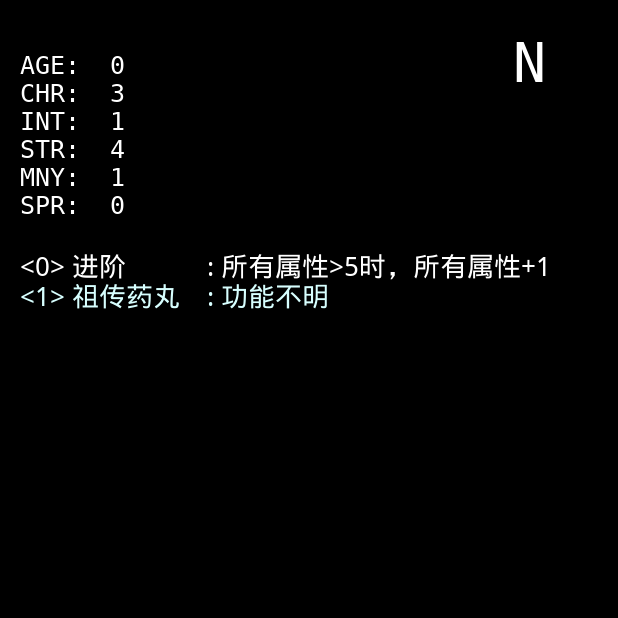 N
AGE: 0
CHR: 3
INT: 1
STR: 4
MNY: 1
SPR: 0
<0> 进阶 : 所有属性>5时，所有属性+1
<1> 祖传药丸 : 功能不明